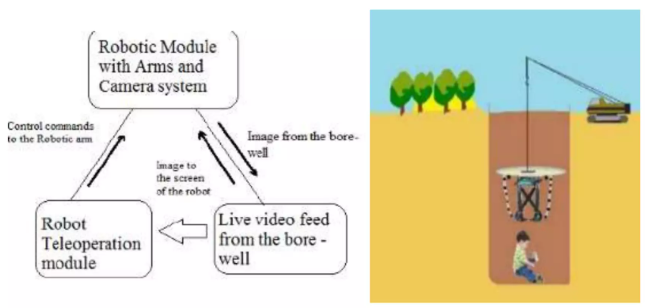 Robotic Module
with Arms and
Camera system
Control commands
to the Robotic arm
Image from the bore-
well
Image to
the screen
of the robot
Robot
Teleoperation
module
Live video feed
from the bore -
well